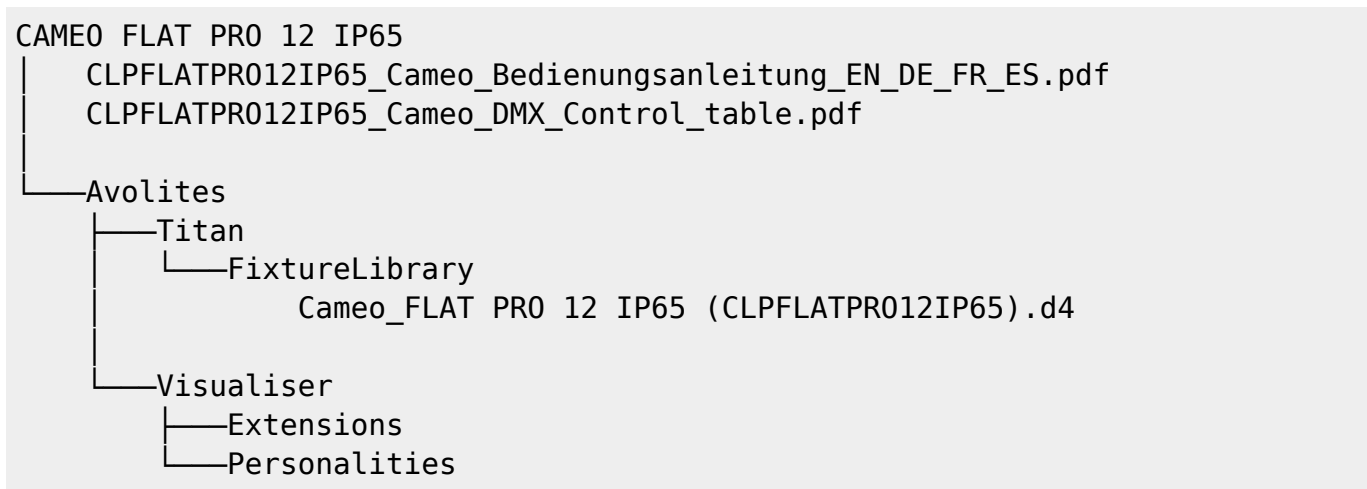 CAMEO FLAT PRO 12 IP65
│   CLPFLATPRO12IP65_Cameo_Bedienungsanleitung_EN_DE_FR_ES.pdf
│   CLPFLATPRO12IP65_Cameo_DMX_Control_table.pdf
│
└───Avolites
    ├───Titan
    │   └───FixtureLibrary
    │           Cameo_FLAT PRO 12 IP65 (CLPFLATPRO12IP65).d4
    │
    └───Visualiser
        ├───Extensions
        └───Personalities